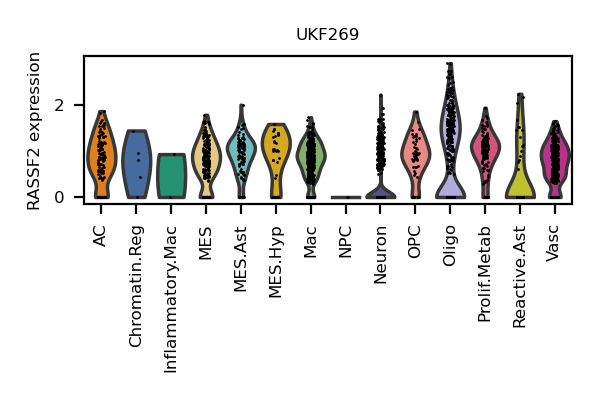 UKF269
RASSF2 expression
2
0
AC
Chromatin.Reg
Inflammatory.Mac
MES
MES.Ast
MES.Hyp
Mac
NPC
Neuron
OPC
Oligo
Prolif.Metab
Reactive.Ast
Vasc